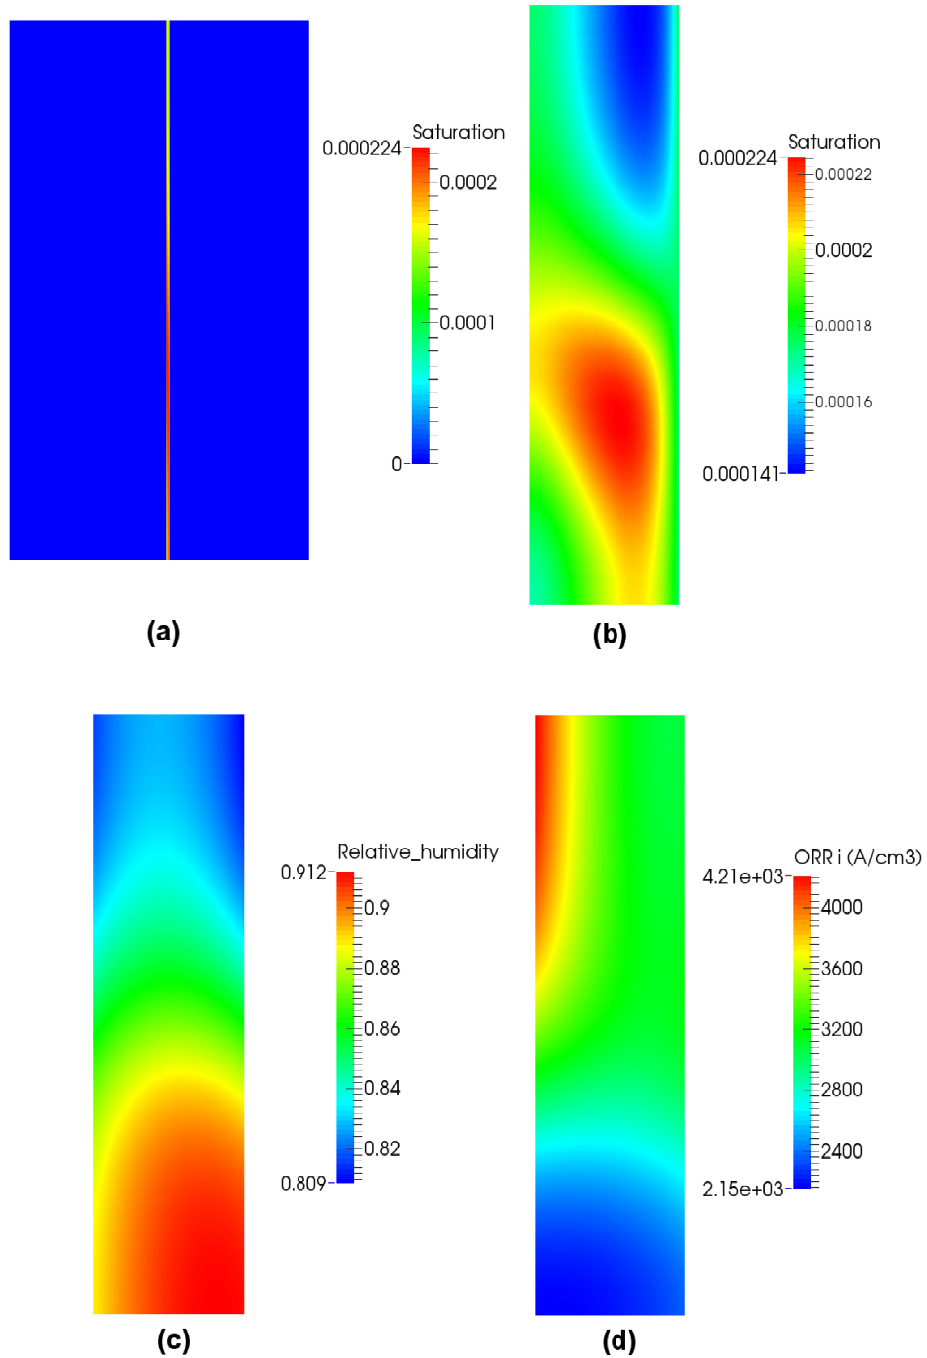 Saturation
0.000224
0.0002
0.0001
0
(a)
Saturation
0.000224
0.00022
0.0002
0.00018
0.00016
0.000141
(b)
Relative_humidity
0.912
0.9
0.88
0.86
0.84
0.82
0.809
(c)
ORR i (A/cm3)
4.21e+03
4000
3600
3200
2800
2400
2.15e+03
(d)